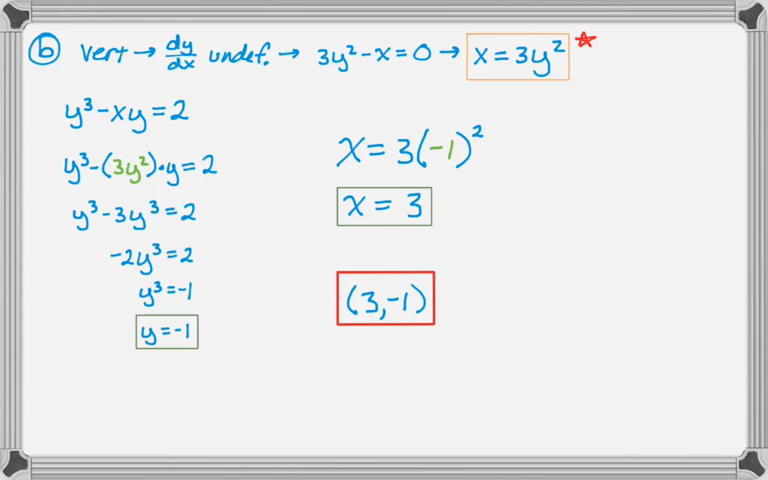 (b) vert → dy/dx undef. → 3y² - x = 0 → x = 3y² ☆
y³ - xy = 2
y³ - (3y²)•y = 2
y³ - 3y³ = 2
-2y³ = 2
y³ = -1
y = -1
x = 3(-1)²
x = 3
(3, -1)